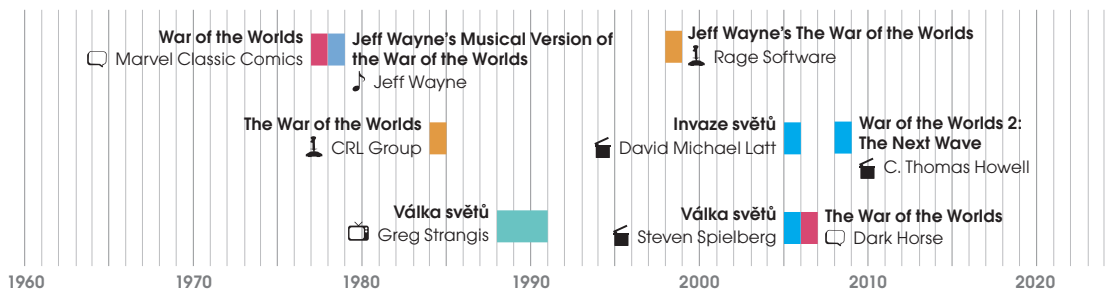 War of the Worlds
Marvel Classic Comics
Jeff Wayne’s Musical Version of
the War of the Worlds
Jeff Wayne
Jeff Wayne’s The War of the Worlds
Rage Software
The War of the Worlds
CRL Group
Invaze světů
David Michael Latt
War of the Worlds 2:
The Next Wave
C. Thomas Howell
Válka světů
Greg Strangis
Válka světů
Steven Spielberg
The War of the Worlds
Dark Horse
1960 1970 1980 1990 2000 2010 2020